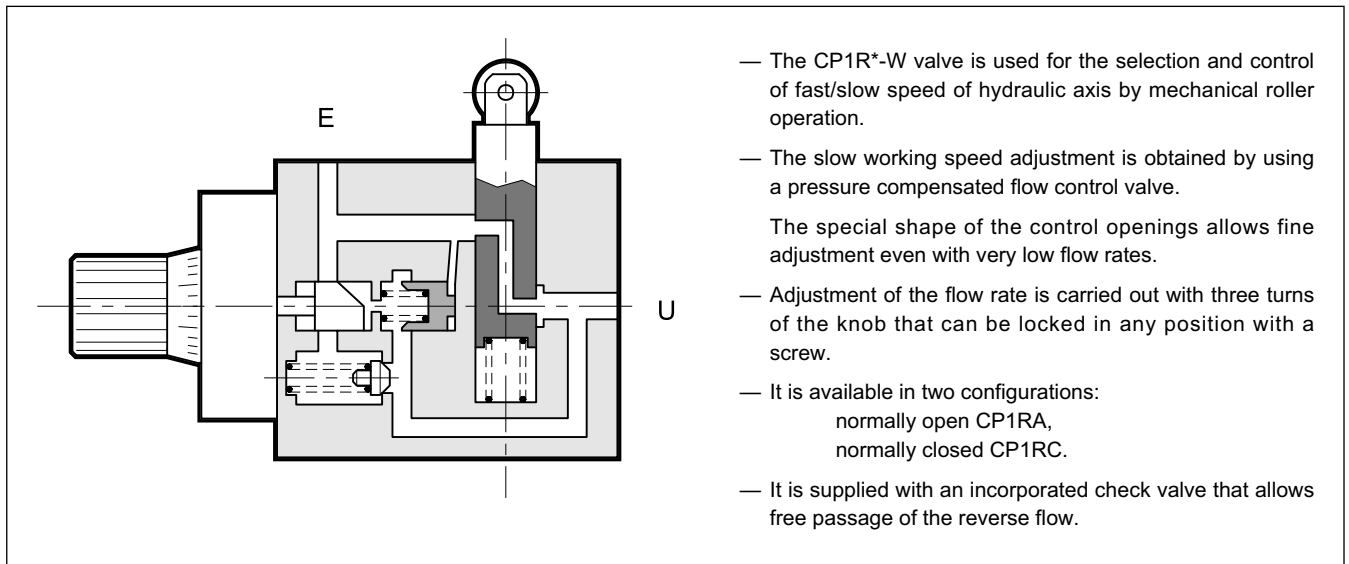 E
U
— The CP1R*-W valve is used for the selection and control
of fast/slow speed of hydraulic axis by mechanical roller
operation.
— The slow working speed adjustment is obtained by using
a pressure compensated flow control valve.
The special shape of the control openings allows fine
adjustment even with very low flow rates.
— Adjustment of the flow rate is carried out with three turns
of the knob that can be locked in any position with a
screw.
— It is available in two configurations:
normally open CP1RA,
normally closed CP1RC.
— It is supplied with an incorporated check valve that allows
free passage of the reverse flow.